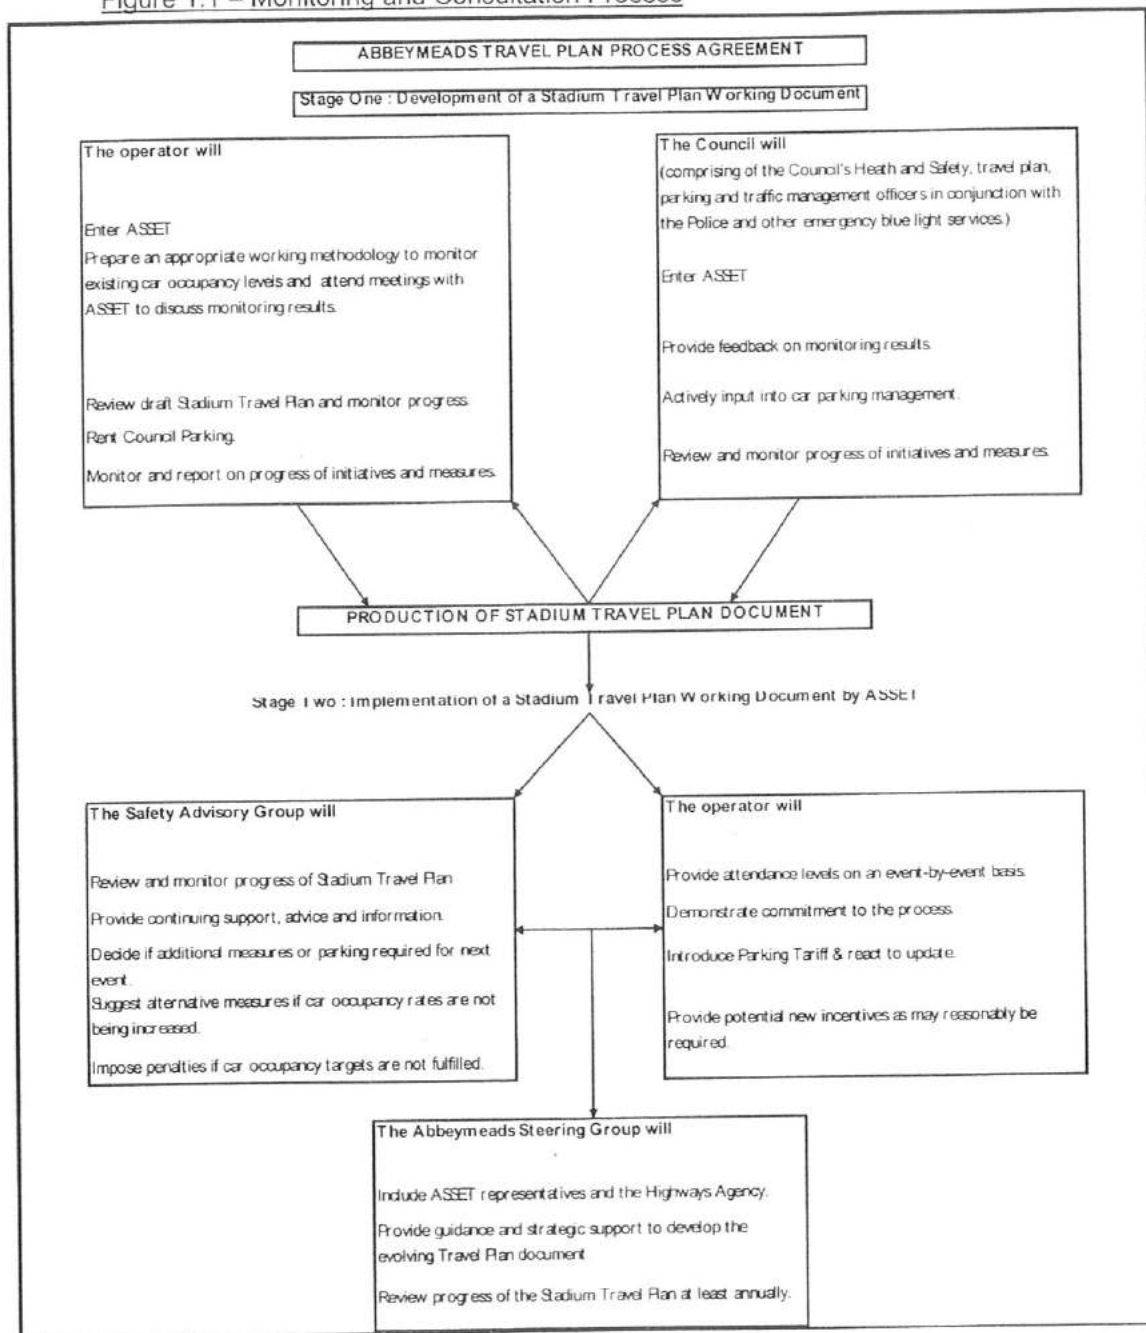 Figure 1.1 – Monitoring and Consultation Process
ABBEYMEADS TRAVEL PLAN PROCESS AGREEMENT
Stage One : Development of a Stadium Travel Plan Working Document
The operator will
Enter ASSET
Prepare an appropriate working methodology to monitor
existing car occupancy levels and attend meetings with
ASSET to discuss monitoring results.
Review draft Stadium Travel Plan and monitor progress.
Rent Council Parking.
Monitor and report on progress of initiatives and measures.
The Council will
(comprising of the Council's Heath and Safety, travel plan,
parking and traffic management officers in conjunction with
the Police and other emergency blue light services.)
Enter ASSET
Provide feedback on monitoring results.
Actively input into car parking management.
Review and monitor progress of initiatives and measures.
PRODUCTION OF STADIUM TRAVEL PLAN DOCUMENT
Stage Two : Implementation of a Stadium Travel Plan Working Document by ASSET
The Safety Advisory Group will
Review and monitor progress of Stadium Travel Plan
Provide continuing support, advice and information.
Decide if additional measures or parking required for next
event.
Suggest alternative measures if car occupancy rates are not
being increased.
Impose penalties if car occupancy targets are not fulfilled.
The operator will
Provide attendance levels on an event-by-event basis.
Demonstrate commitment to the process.
Introduce Parking Tariff & react to update.
Provide potential new incentives as may reasonably be
required.
The Abbeymeads Steering Group will
Include ASSET representatives and the Highways Agency.
Provide guidance and strategic support to develop the
evolving Travel Plan document
Review progress of the Stadium Travel Plan at least annually.